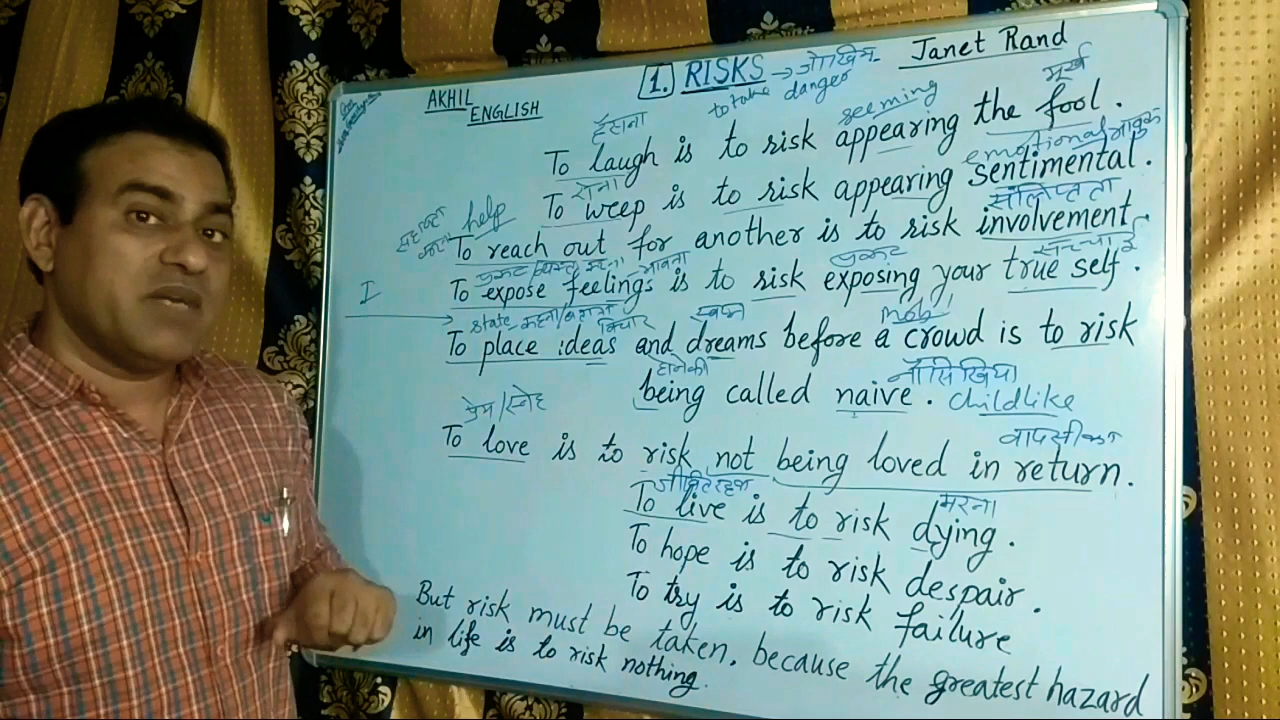 AKHIL ENGLISH
1. RISKS → जोखिम
to take danger
Janet Rand
हँसना seeming मूर्ख
To laugh is to risk appearing the fool.
रोना emotional भावुक
To weep is to risk appearing sentimental.
help संलिप्तता
To reach out for another is to risk involvement
प्रकट भावना प्रकट सच्चाई
To expose feelings is to risk exposing your true self.
I
state कहना विचार स्वप्न mob
To place ideas and dreams before a crowd is to risk
होने की नौसिखिया
being called naive. childlike
प्रेम/स्नेह वापसी का
To love is to risk not being loved in return.
जीवित रहना मरना
To live is to risk dying.
To hope is to risk despair.
To try is to risk failure
But risk must be taken, because the greatest hazard
in life is to risk nothing.